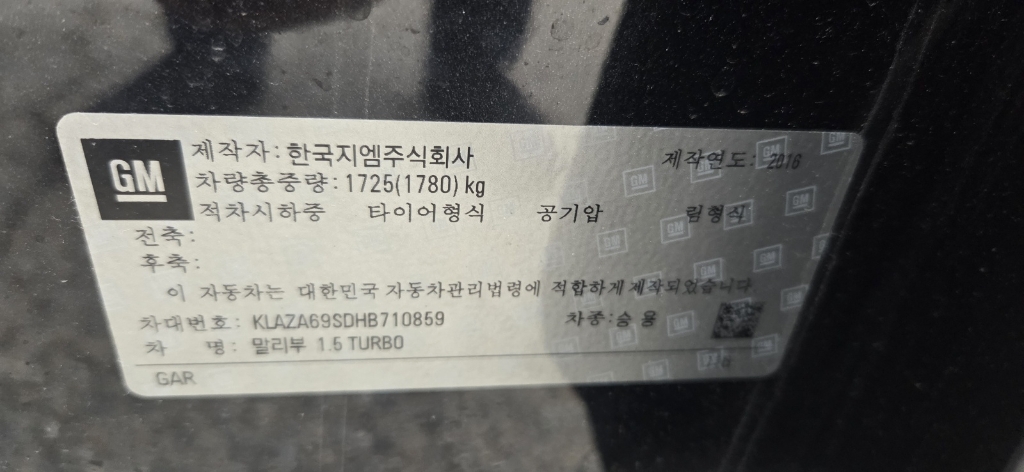 GM
제작자: 한국지엠주식회사 제작연도: 2016
차량총중량: 1725(1780) kg
적차시하중 타이어형식 공기압 림형식
전축:
후축:
이 자동차는 대한민국 자동차관리법령에 적합하게 제작되었습니다
차대번호: KLAZA69SDHB710859 차종:승 용
차 명: 말리부 1.5 TURBO
GAR